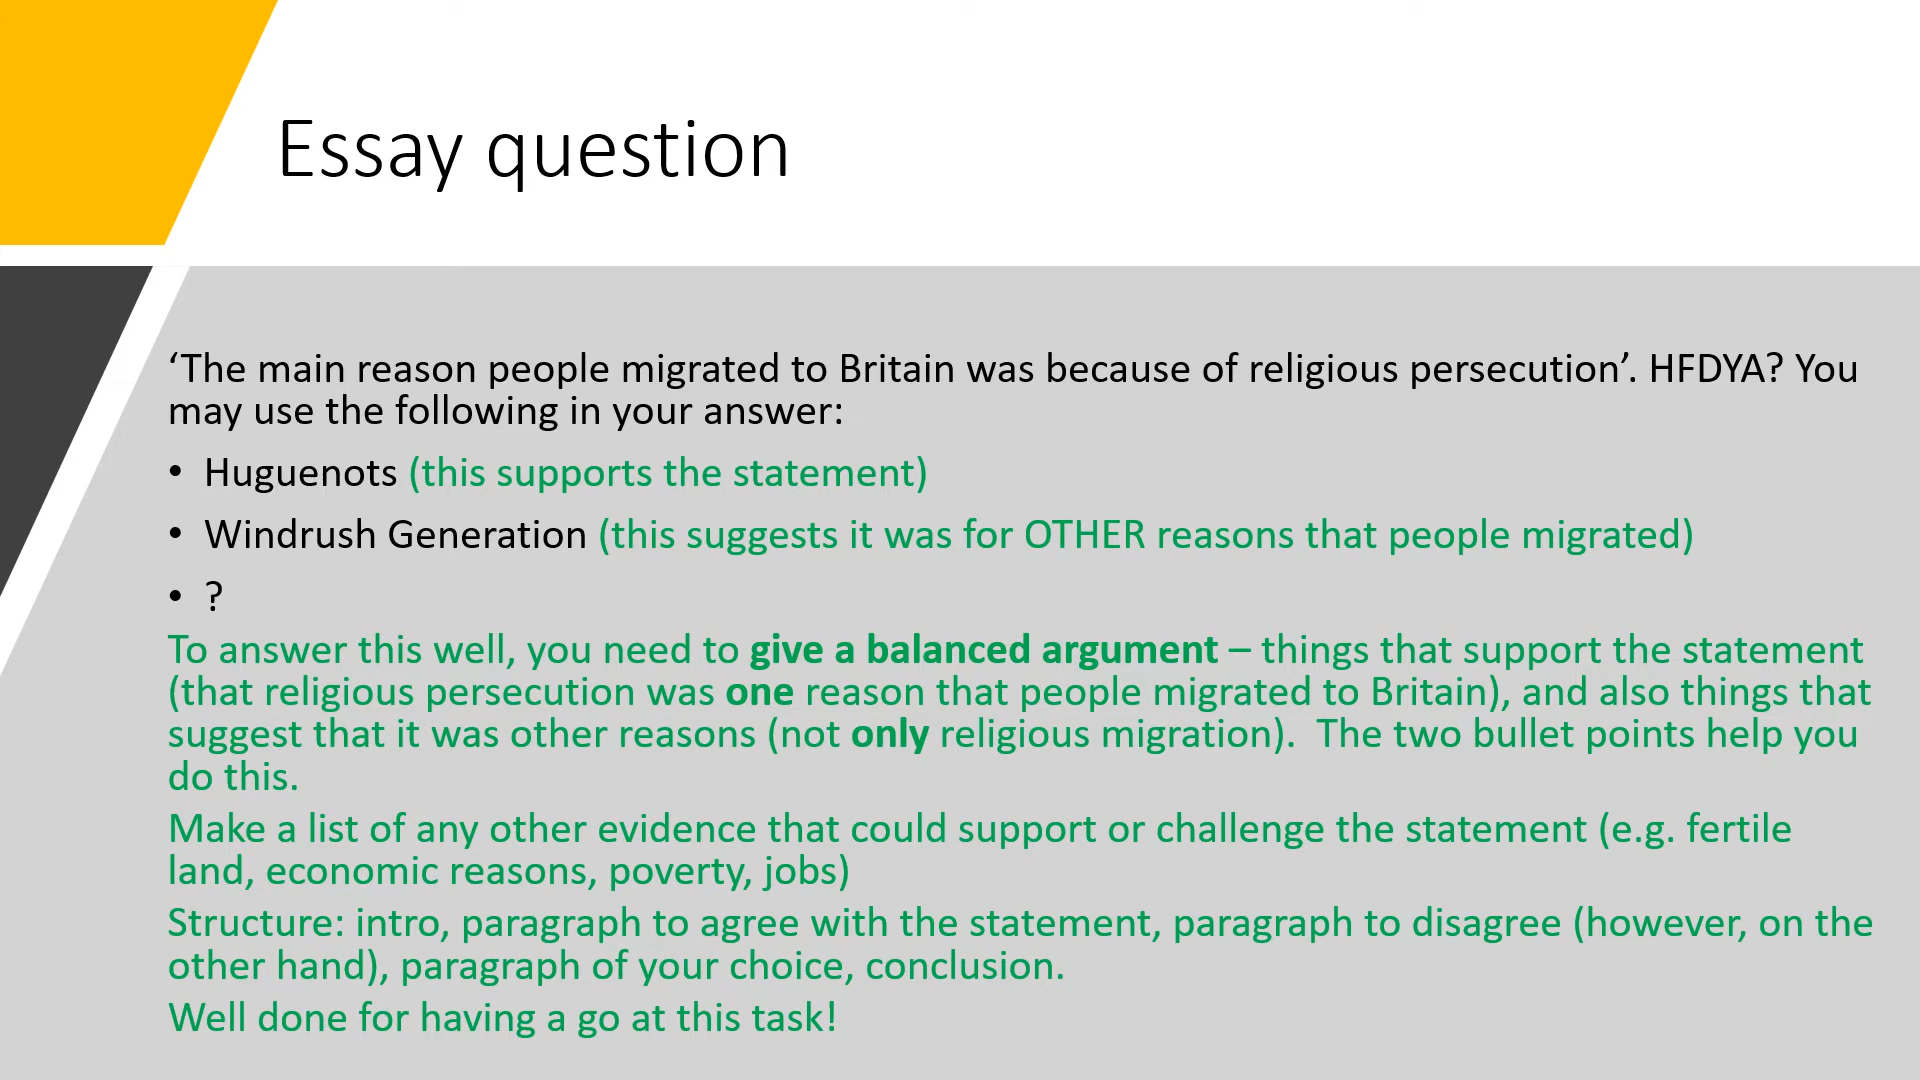 Essay question
‘The main reason people migrated to Britain was because of religious persecution’. HFDYA? You
may use the following in your answer:
• Huguenots (this supports the statement)
• Windrush Generation (this suggests it was for OTHER reasons that people migrated)
• ?
To answer this well, you need to give a balanced argument – things that support the statement
(that religious persecution was one reason that people migrated to Britain), and also things that
suggest that it was other reasons (not only religious migration).  The two bullet points help you
do this.
Make a list of any other evidence that could support or challenge the statement (e.g. fertile
land, economic reasons, poverty, jobs)
Structure: intro, paragraph to agree with the statement, paragraph to disagree (however, on the
other hand), paragraph of your choice, conclusion.
Well done for having a go at this task!